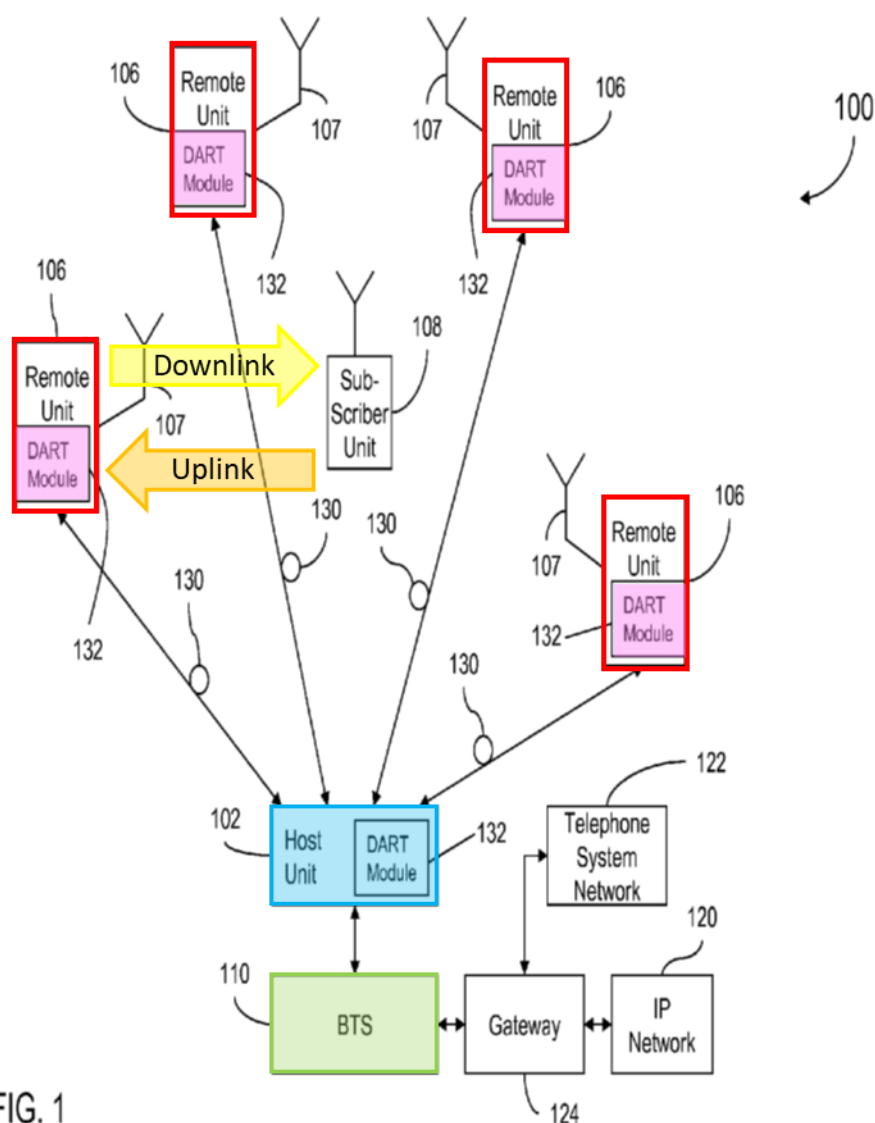 106
Remote
Unit
DART
Module
107
132
107
Remote
Unit
DART
Module
106
132
100
106
Remote
Unit
DART
Module
107
132
Downlink
Uplink
108
Sub-
Scriber
Unit
130
130
130
130
107
Remote
Unit
DART
Module
106
132
102
Host
Unit
DART
Module
132
122
Telephone
System
Network
120
110
BTS
Gateway
IP
Network
124
FIG. 1